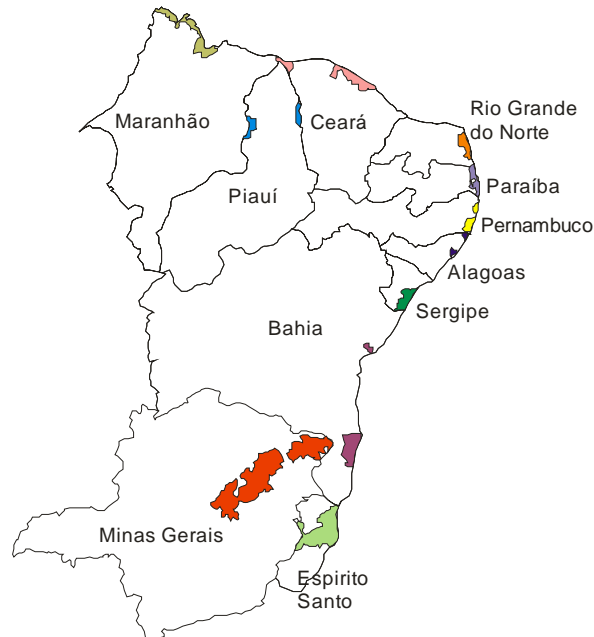 Maranhão
Ceará
Rio Grande
do Norte
Piauí
Paraíba
Pernambuco
Alagoas
Sergipe
Bahia
Minas Gerais
Espirito
Santo